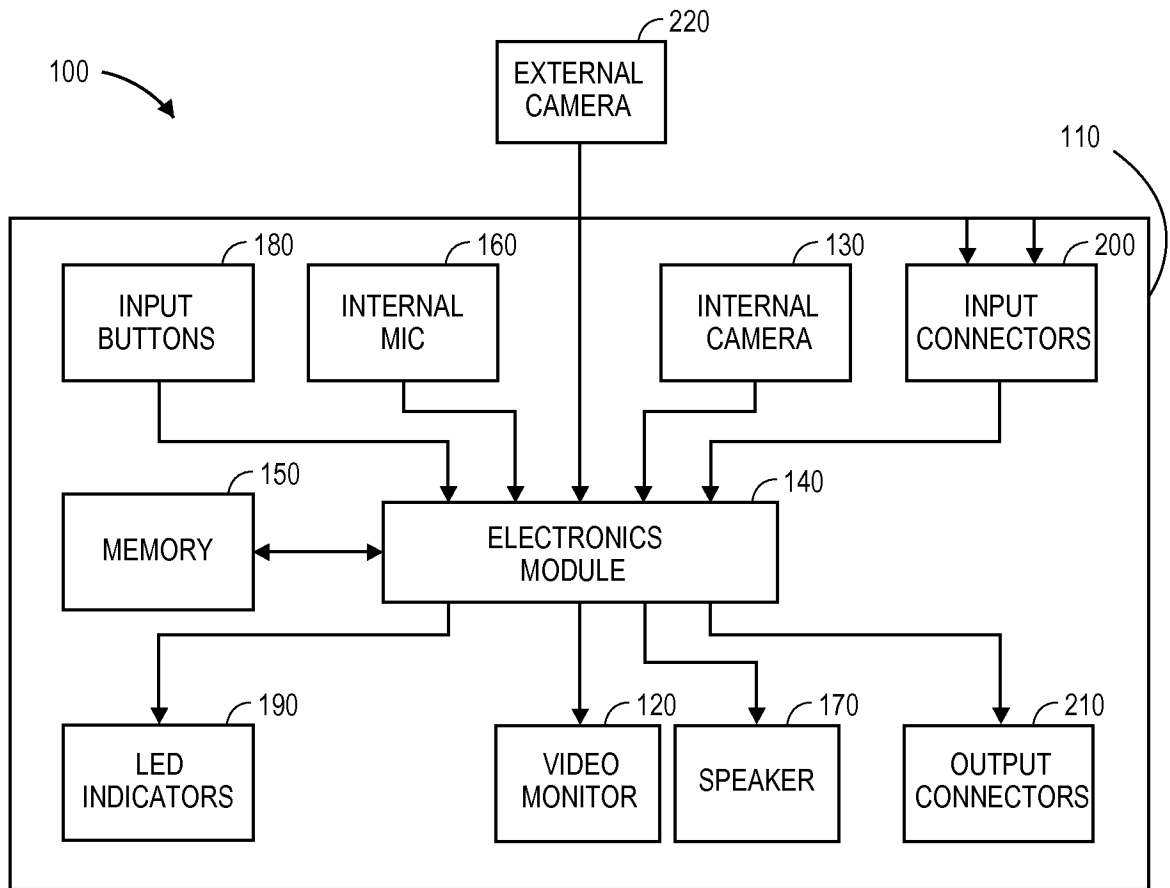 220
100
EXTERNAL
CAMERA
110
180
160
130
200
INPUT
BUTTONS
INTERNAL
MIC
INTERNAL
CAMERA
INPUT
CONNECTORS
150
140
MEMORY
ELECTRONICS
MODULE
190
120
170
210
LED
INDICATORS
VIDEO
MONITOR
SPEAKER
OUTPUT
CONNECTORS